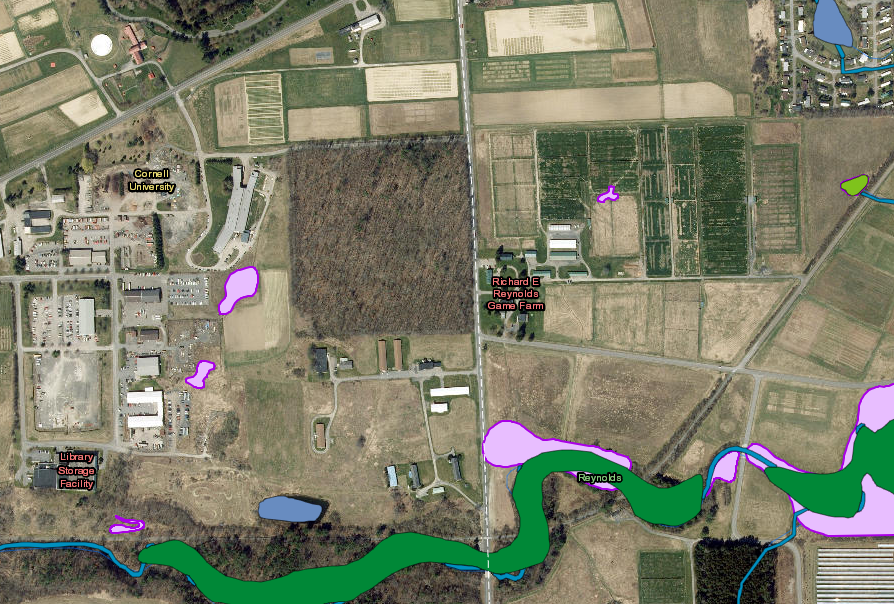 Cornell
University
Richard E
Reynolds
Game Farm
Library
Storage
Facility
Reynolds